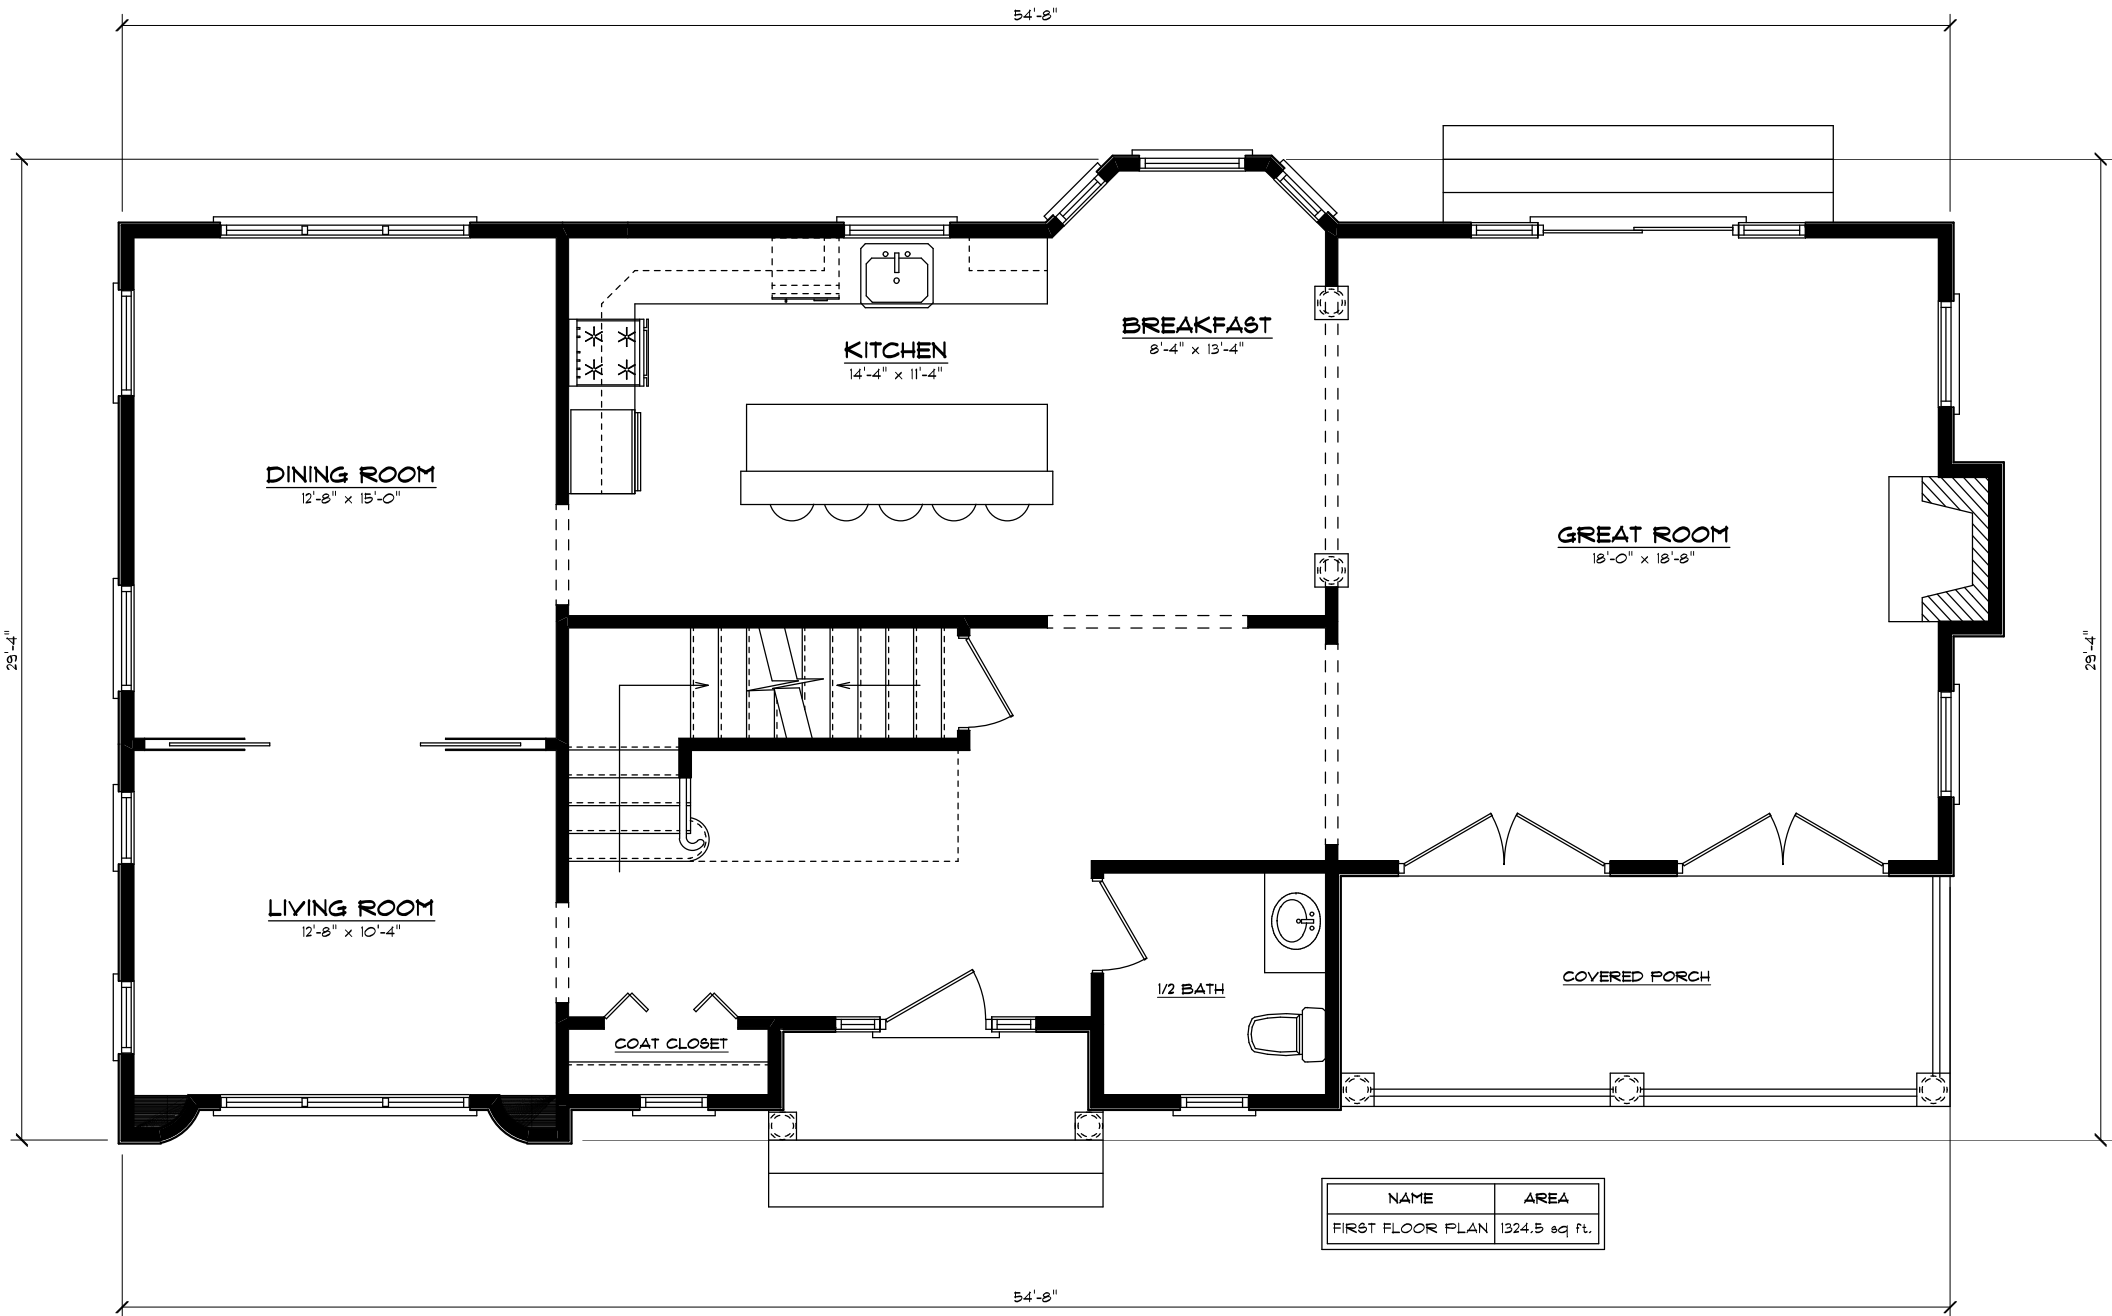 54'-8"
BREAKFAST
8'-4" x 13'-4"
KITCHEN
14'-4" x 11'-4"
DINING ROOM
12'-8" x 15'-0"
GREAT ROOM
18'-0" x 18'-8"
29'-4"
29'-4"
LIVING ROOM
12'-8" x 10'-4"
COVERED PORCH
1/2 BATH
COAT CLOSET
NAME AREA
FIRST FLOOR PLAN 1324.5 sq ft.
54'-8"